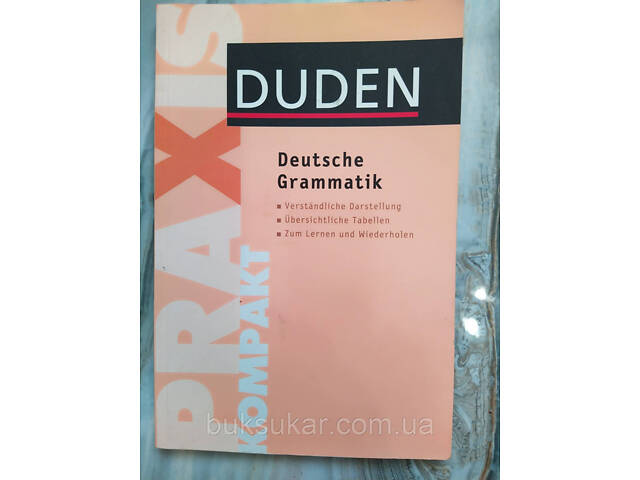 PRAXIS
KOMPAKT
DUDEN
Deutsche
Grammatik
▪ Verständliche Darstellung
▪ Übersichtliche Tabellen
▪ Zum Lernen und Wiederholen
buksukar.com.ua